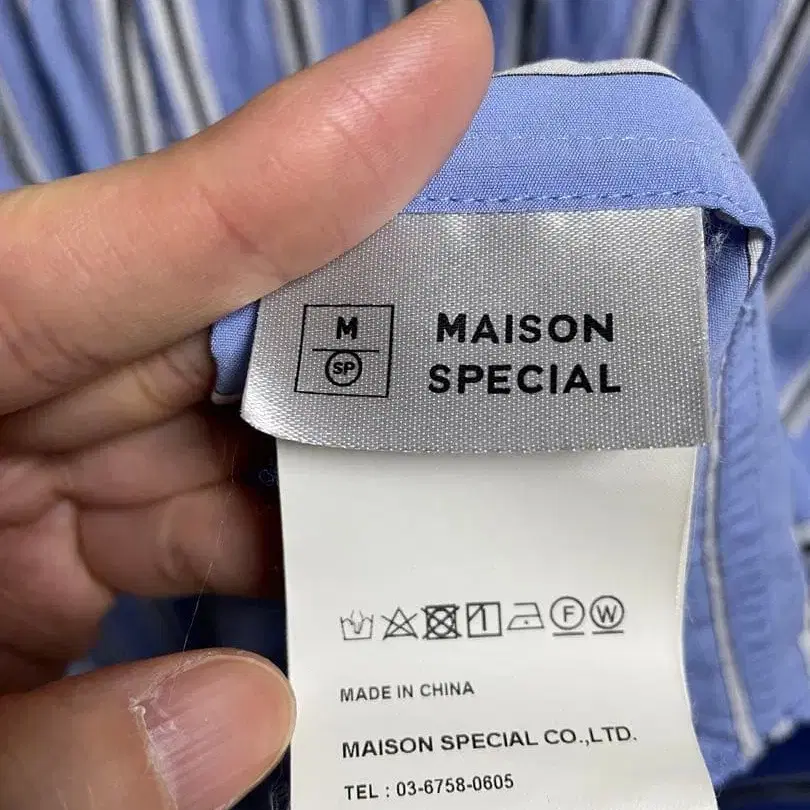 M
SP
MAISON
SPECIAL
F W
MADE IN CHINA
MAISON SPECIAL CO.,LTD.
TEL : 03-6758-0605